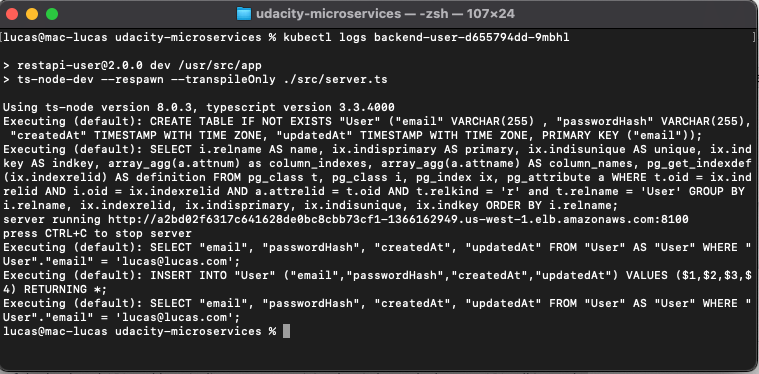 udacity-microservices — -zsh — 107×24
[lucas@mac-lucas udacity-microservices % kubectl logs backend-user-d655794dd-9mbhl
> restapi-user@2.0.0 dev /usr/src/app
> ts-node-dev --respawn --transpileOnly ./src/server.ts
Using ts-node version 8.0.3, typescript version 3.3.4000
Executing (default): CREATE TABLE IF NOT EXISTS "User" ("email" VARCHAR(255) , "passwordHash" VARCHAR(255),
 "createdAt" TIMESTAMP WITH TIME ZONE, "updatedAt" TIMESTAMP WITH TIME ZONE, PRIMARY KEY ("email"));
Executing (default): SELECT i.relname AS name, ix.indisprimary AS primary, ix.indisunique AS unique, ix.ind
key AS indkey, array_agg(a.attnum) as column_indexes, array_agg(a.attname) AS column_names, pg_get_indexdef
(ix.indexrelid) AS definition FROM pg_class t, pg_class i, pg_index ix, pg_attribute a WHERE t.oid = ix.ind
relid AND i.oid = ix.indexrelid AND a.attrelid = t.oid AND t.relkind = 'r' and t.relname = 'User' GROUP BY
i.relname, ix.indexrelid, ix.indisprimary, ix.indisunique, ix.indkey ORDER BY i.relname;
server running http://a2bd02f6317c641628de0bc8cbb73cf1-1366162949.us-west-1.elb.amazonaws.com:8100
press CTRL+C to stop server
Executing (default): SELECT "email", "passwordHash", "createdAt", "updatedAt" FROM "User" AS "User" WHERE "
User"."email" = 'lucas@lucas.com';
Executing (default): INSERT INTO "User" ("email","passwordHash","createdAt","updatedAt") VALUES ($1,$2,$3,$
4) RETURNING *;
Executing (default): SELECT "email", "passwordHash", "createdAt", "updatedAt" FROM "User" AS "User" WHERE "
User"."email" = 'lucas@lucas.com';
lucas@mac-lucas udacity-microservices %